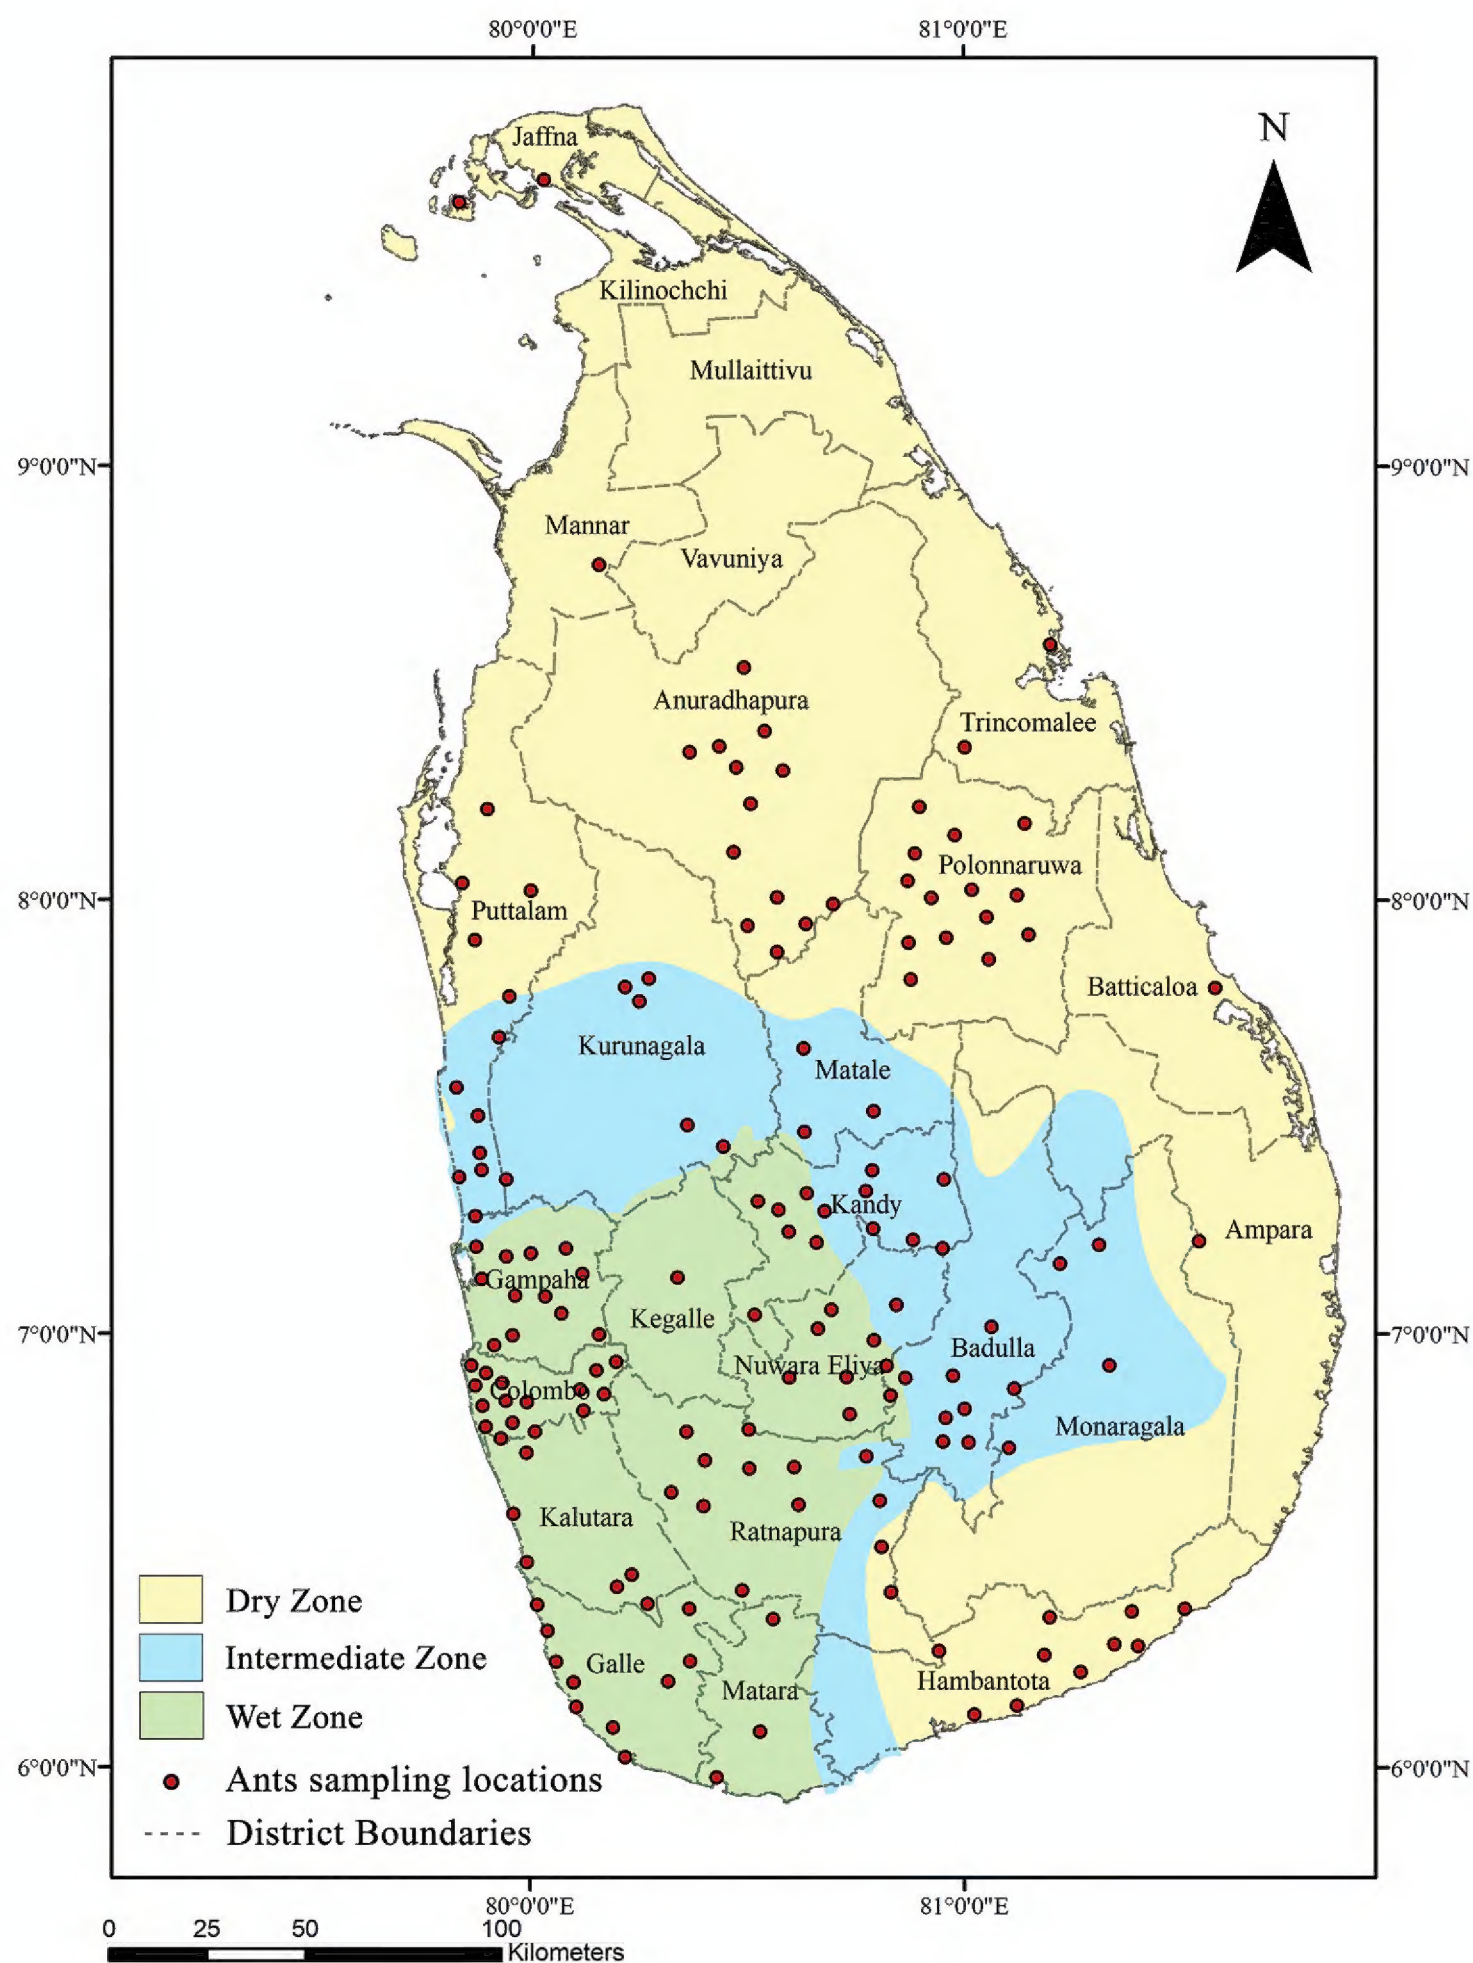 80°0'0"E 81°0'0"E
N
Jaffna
Kilinochchi
Mullaittivu
9°0'0"N 9°0'0"N
Mannar
Vavuniya
Anuradhapura
Trincomalee
Polonnaruwa
8°0'0"N 8°0'0"N
Puttalam
Batticaloa
Kurunagala
Matale
Kandy
Ampara
Gampaha
Kegalle
7°0'0"N 7°0'0"N
Badulla
Nuwara Eliya
Colombo
Monaragala
Kalutara
Ratnapura
Dry Zone
Intermediate Zone
Galle
Hambantota
Matara
Wet Zone
6°0'0"N 6°0'0"N
Ants sampling locations
District Boundaries
80°0'0"E 81°0'0"E
0 25 50 100
Kilometers